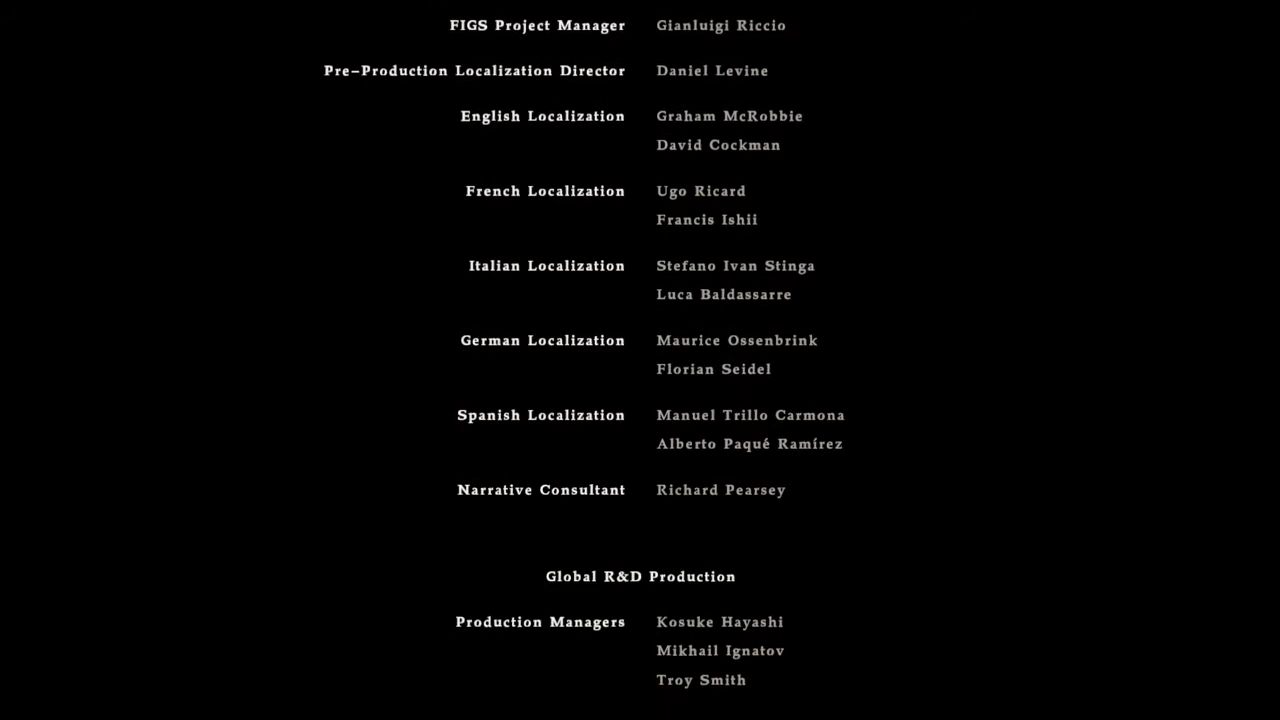 FIGS Project Manager Gianluigi Riccio
Pre-Production Localization Director Daniel Levine
English Localization Graham McRobbie
David Cockman
French Localization Ugo Ricard
Francis Ishii
Italian Localization Stefano Ivan Stinga
Luca Baldassarre
German Localization Maurice Ossenbrink
Florian Seidel
Spanish Localization Manuel Trillo Carmona
Alberto Paqué Ramírez
Narrative Consultant Richard Pearsey
Global R&D Production
Production Managers Kosuke Hayashi
Mikhail Ignatov
Troy Smith